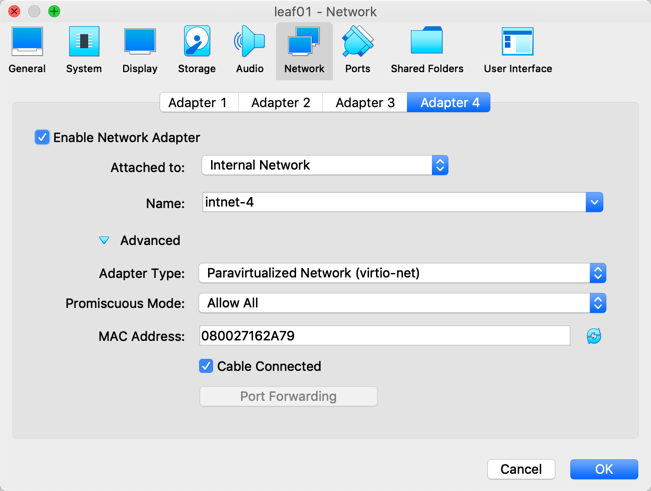 leaf01 - Network
General System Display Storage Audio Network Ports Shared Folders User Interface
Adapter 1 Adapter 2 Adapter 3 Adapter 4
Enable Network Adapter
Attached to: Internal Network
Name: intnet-4
Advanced
Adapter Type: Paravirtualized Network (virtio-net)
Promiscuous Mode: Allow All
MAC Address: 080027162A79
Cable Connected
Port Forwarding
Cancel OK